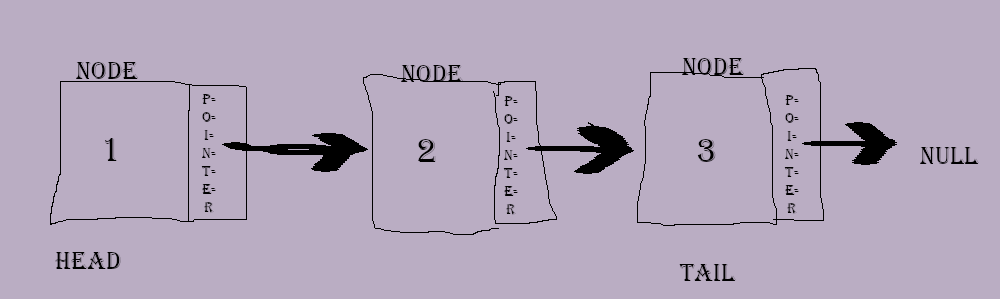 NODE
NODE
NODE
1
P-
O-
I-
N-
T-
E-
R
2
P-
O-
I-
N-
T-
E-
R
3
P-
O-
I-
N-
T-
E-
R
NULL
HEAD
TAIL